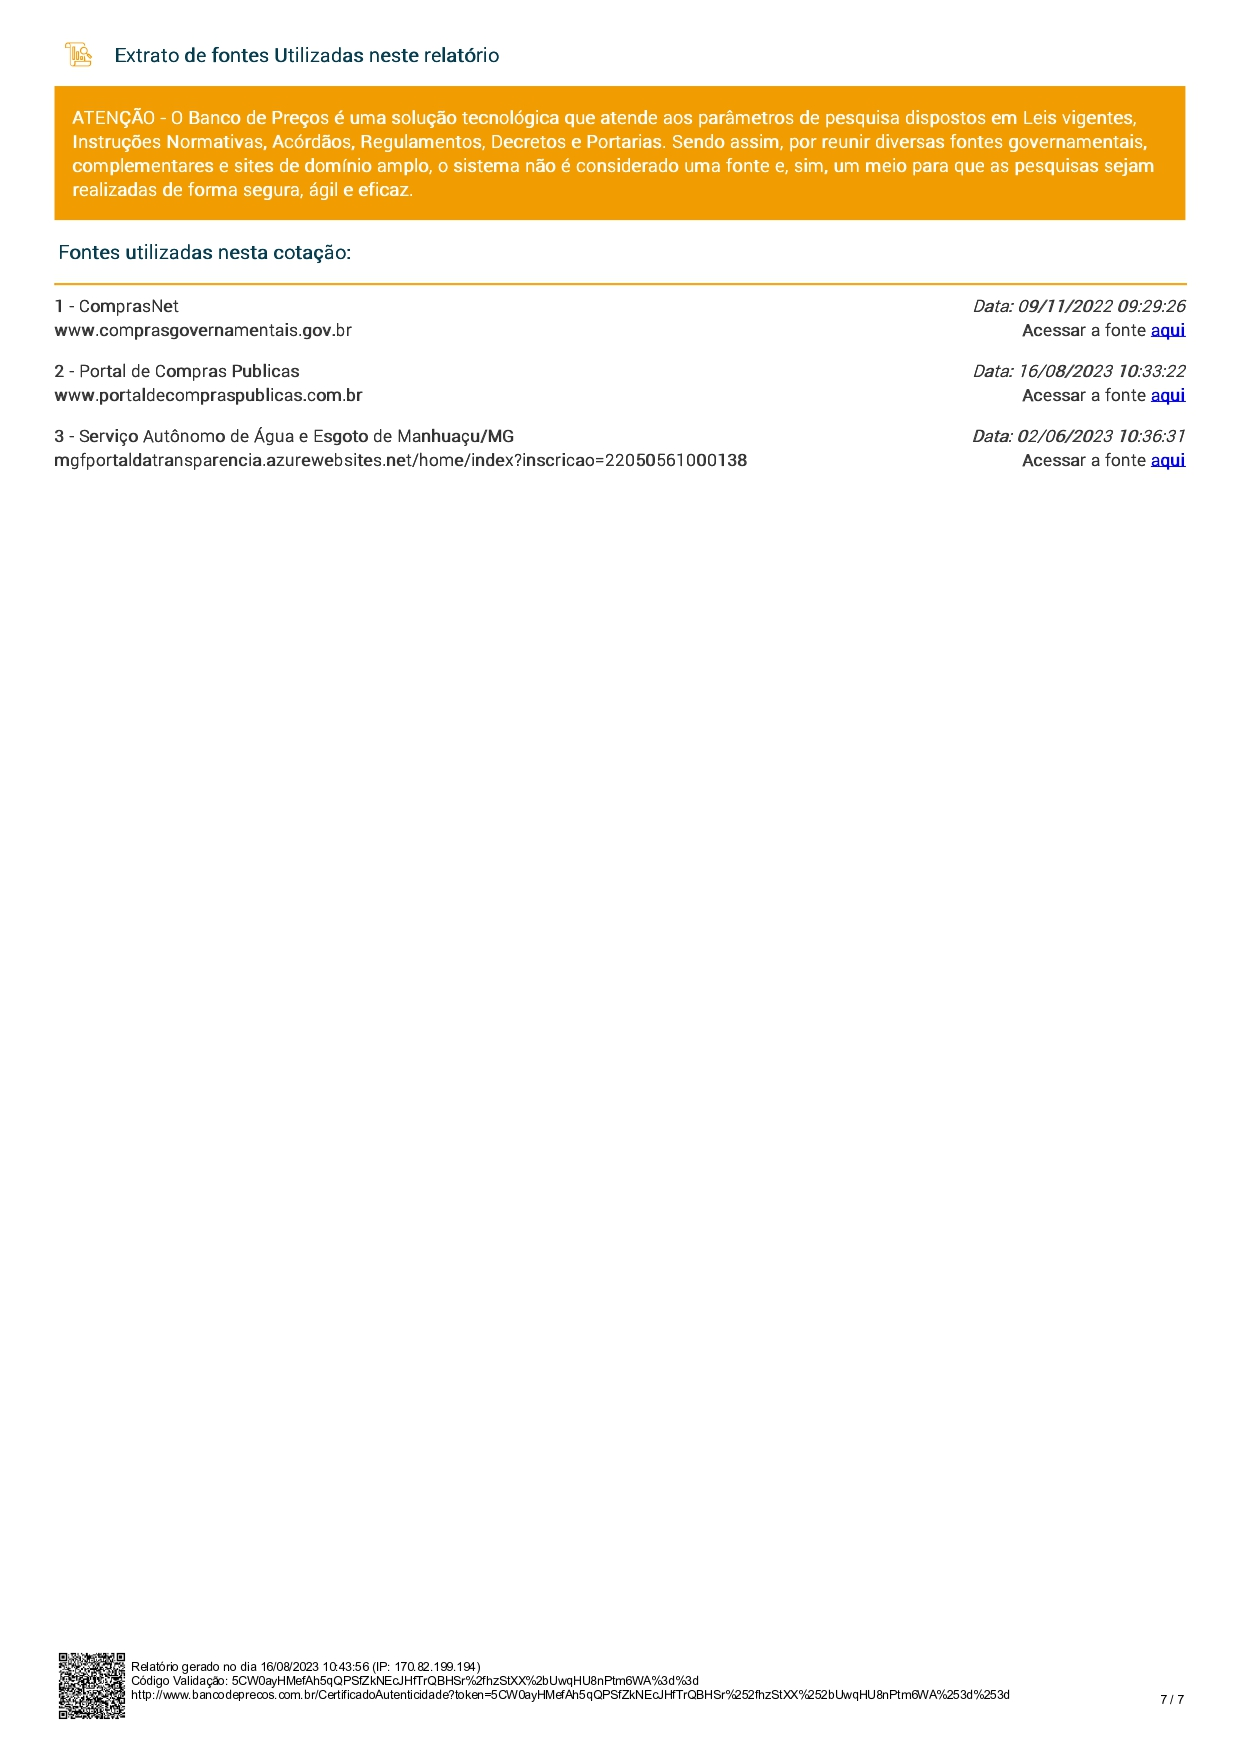 Extrato de fontes Utilizadas neste relatório
ATENÇÃO - O Banco de Preços é uma solução tecnológica que atende aos parâmetros de pesquisa dispostos em Leis vigentes,
Instruções Normativas, Acórdãos, Regulamentos, Decretos e Portarias. Sendo assim, por reunir diversas fontes governamentais,
complementares e sites de domínio amplo, o sistema não é considerado uma fonte e, sim, um meio para que as pesquisas sejam
realizadas de forma segura, ágil e eficaz.
Fontes utilizadas nesta cotação:
1 - ComprasNet Data: 09/11/2022 09:29:26
www.comprasgovernamentais.gov.br Acessar a fonte aqui
2 - Portal de Compras Publicas Data: 16/08/2023 10:33:22
www.portaldecompraspublicas.com.br Acessar a fonte aqui
3 - Serviço Autônomo de Água e Esgoto de Manhuaçu/MG Data: 02/06/2023 10:36:31
mgfportaldatransparencia.azurewebsites.net/home/index?inscricao=22050561000138 Acessar a fonte aqui
Relatório gerado no dia 16/08/2023 10:43:56 (IP: 170.82.199.194)
Código Validação: 5CW0ayHMefAh5qQPSfZkNEcJHfTrQBHSr%2fhzStXX%2bUwqHU8nPtm6WA%3d%3d
http://www.bancodeprecos.com.br/CertificadoAutenticidade?token=5CW0ayHMefAh5qQPSfZkNEcJHfTrQBHSr%252fhzStXX%252bUwqHU8nPtm6WA%253d%253d
7 / 7